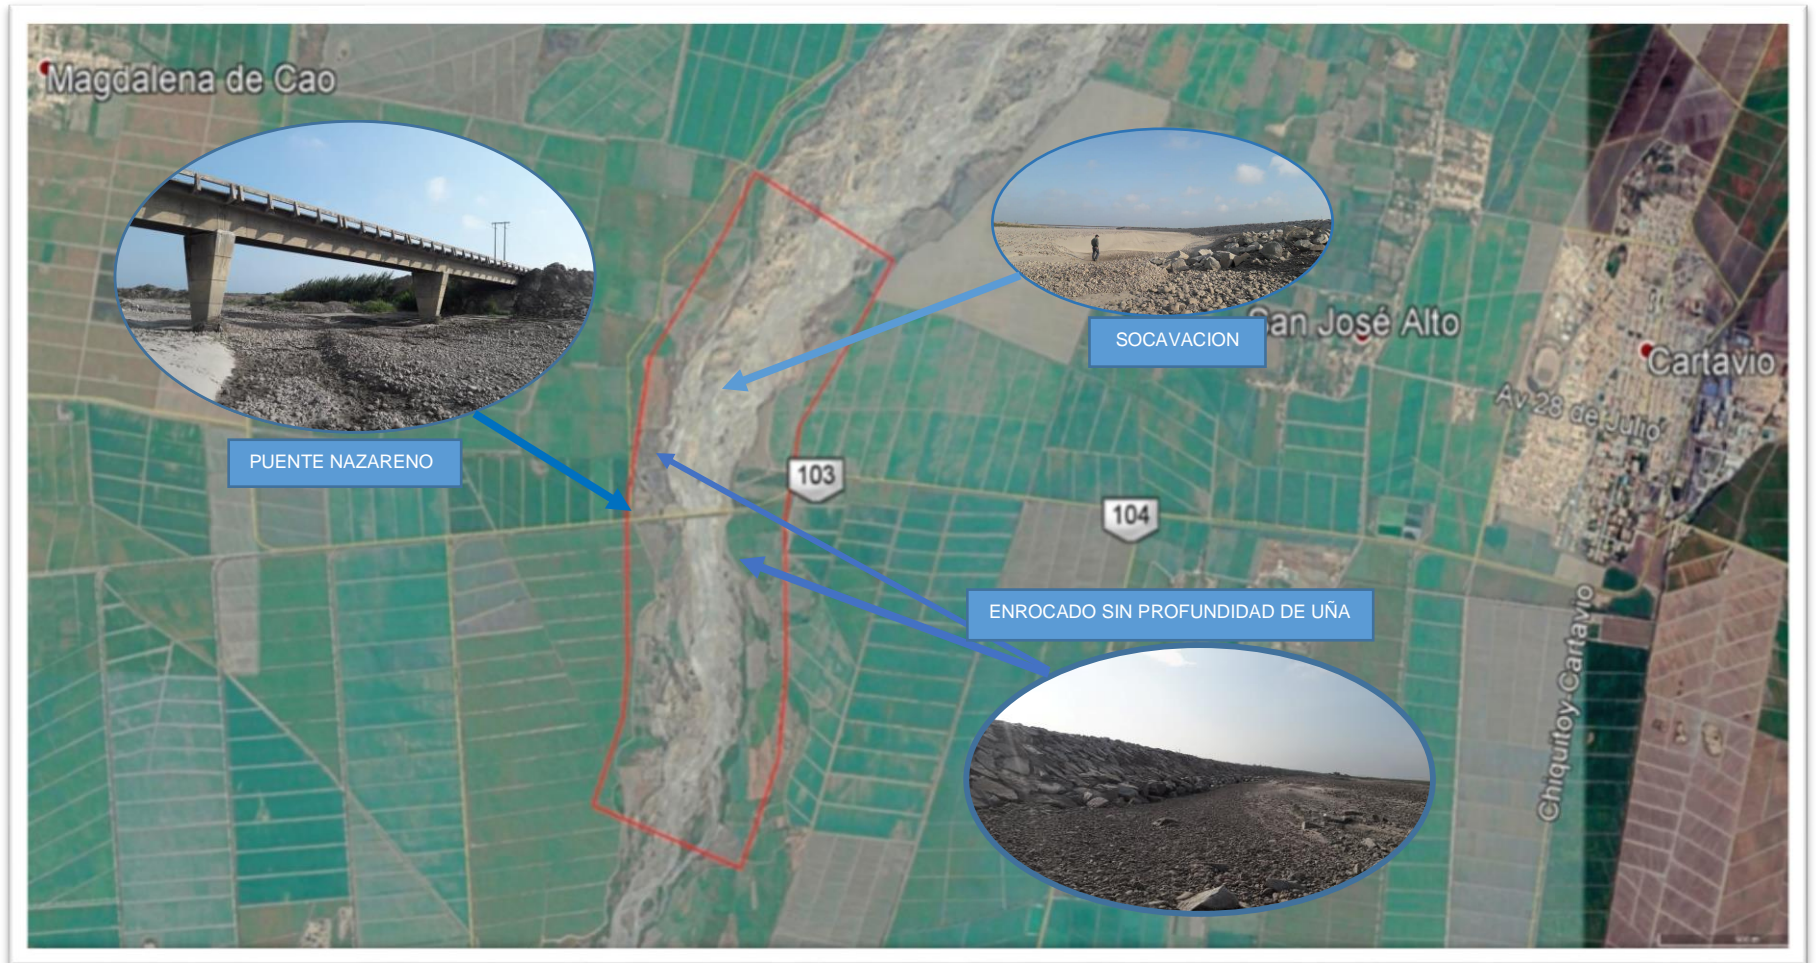 Magdalena de Cao
PUENTE NAZARENO
SOCAVACION
San José Alto
Cartavio
Av 28 de Julio
103
104
ENROCADO SIN PROFUNDIDAD DE UÑA
Chiquitoy-Cartavio